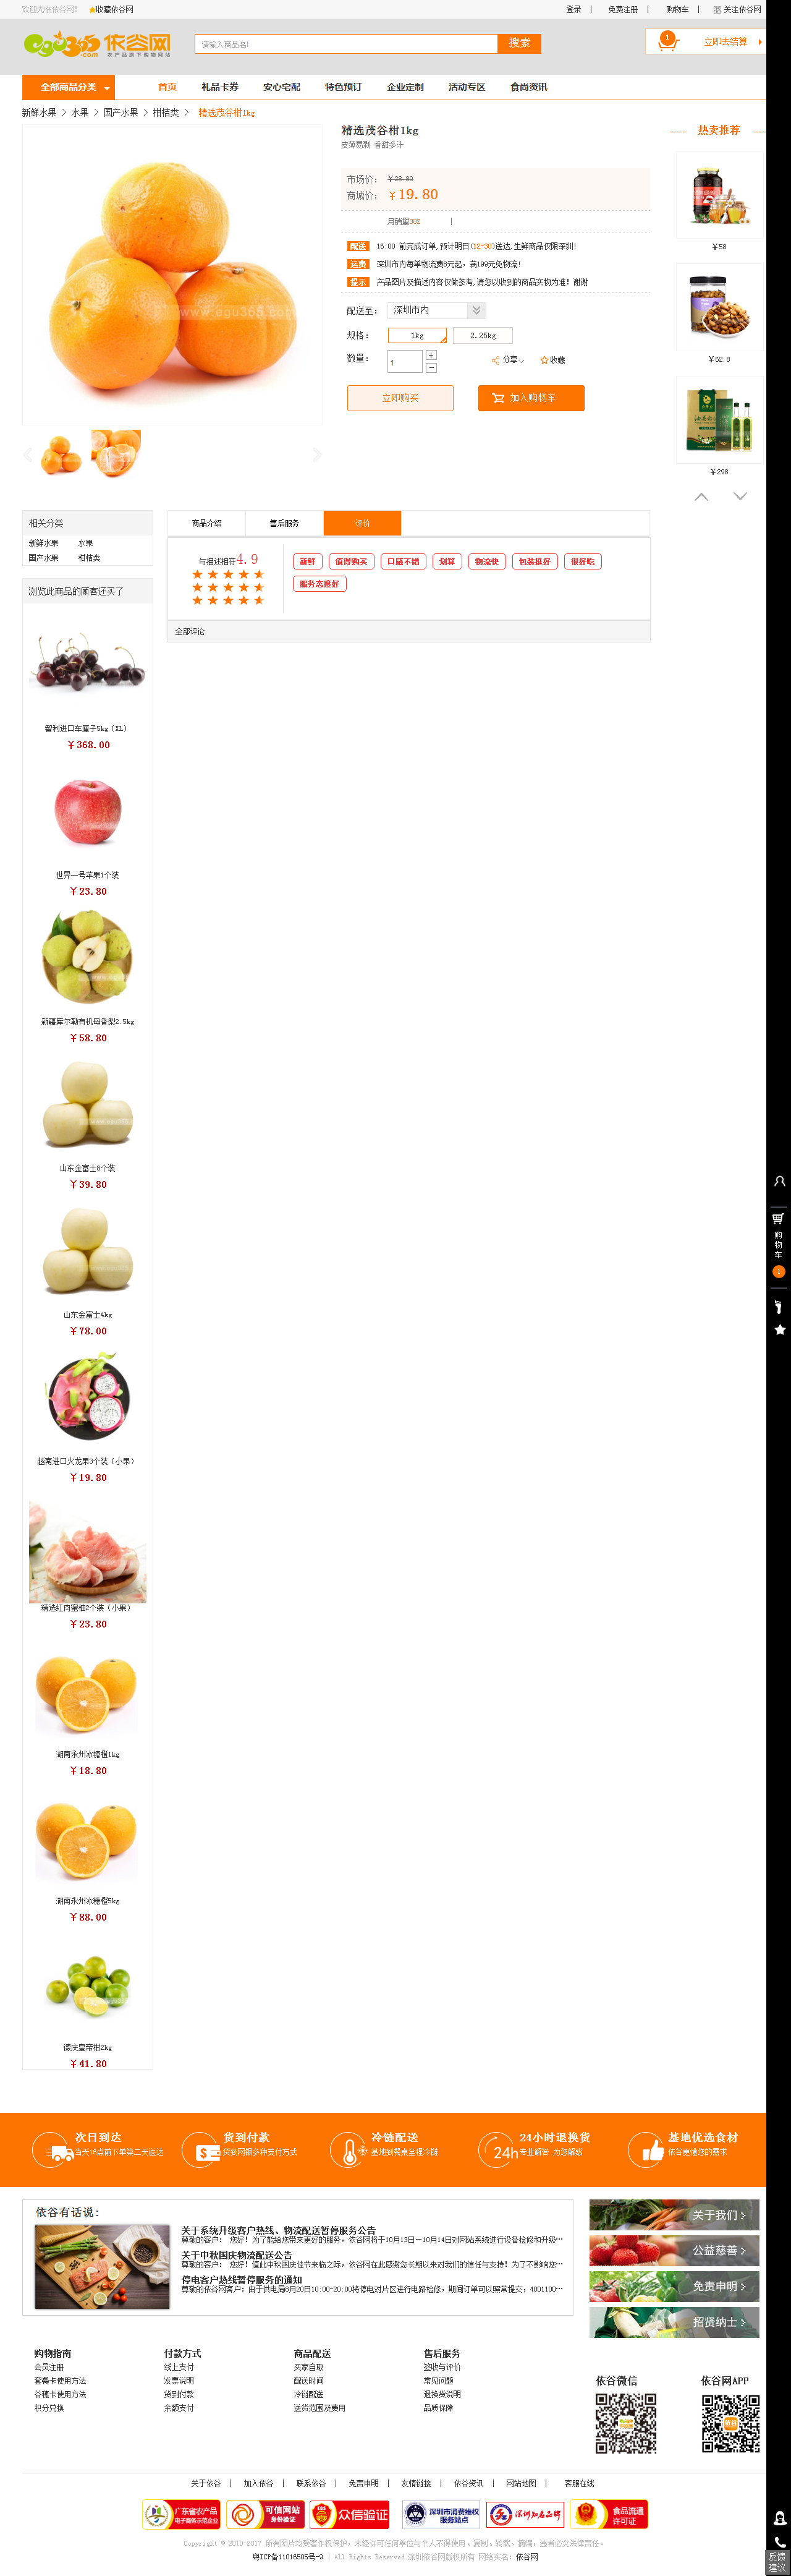 欢迎光临依谷网! 收藏依谷网 登录 | 免费注册 | 购物车 | 关注依谷网
egu365 依谷网
农产品旗下购物网站
请输入商品名!
搜索
1 立即去结算
全部商品分类 首页 礼品卡券 安心宅配 特色预订 企业定制 活动专区 食尚资讯
新鲜水果 > 水果 > 国产水果 > 柑桔类 > 精选茂谷柑1kg
精选茂谷柑1kg
皮薄易剥 香甜多汁
市场价:
商城价: ¥19.80
月销量382 |
配送 16:00 前完成订单,预计明日(12-30)送达,生鲜商品仅限深圳!
运费 深圳市内每单物流费8元起,满199元免物流!
提示 产品图片及描述内容仅做参考,请您以收到的商品实物为准!谢谢
配送至: 深圳市内
规格: 1kg 2.25kg
数量: 1 + −
分享 收藏
立即购买 加入购物车
热卖推荐
¥58
¥62.8
¥298
www.egu365.com
相关分类
新鲜水果 水果
国产水果 柑桔类
浏览此商品的顾客还买了
智利进口车厘子5kg(XL)
¥368.00
世界一号苹果1个装
¥23.80
新疆库尔勒有机母香梨2.5kg
¥58.80
山东金富士8个装
¥39.80
山东金富士4kg
¥78.00
越南进口火龙果3个装(小果)
¥19.80
精选红肉蜜柚2个装(小果)
¥23.80
湖南永州冰糖橙1kg
¥18.80
湖南永州冰糖橙5kg
¥88.00
德庆皇帝柑2kg
¥41.80
商品介绍 售后服务 评价
与描述相符4.9
新鲜 值得购买 口感不错 划算 物流快 包装挺好 很好吃
服务态度好
全部评论
购物车
1
次日到达
当天16点前下单第二天送达
货到付款
货到网银多种支付方式
冷链配送
基地到餐桌全程冷链
24h
24小时退换货
专业解答 为您解惑
基地优选食材
依谷更懂您的需求
依谷有话说:
关于系统升级客户热线、物流配送暂停服务公告
尊敬的客户: 您好!为了能给您带来更好的服务,依谷网将于10月13日—10月14日对网站系统进行设备检修和升级…
关于中秋国庆物流配送公告
尊敬的客户: 您好!值此中秋国庆佳节来临之际,依谷网在此感谢您长期以来对我们的信任与支持!为了不影响您…
停电客户热线暂停服务的通知
尊敬的依谷网客户:由于供电局8月20日10:00-20:00将停电对片区进行电路检修,期间订单可以照常提交,4001100…
关于我们 >
公益慈善 >
免责申明 >
招贤纳士 >
购物指南 付款方式 商品配送 售后服务
会员注册 线上支付 买家自取 签收与评价
套餐卡使用方法 发票说明 配送时间 常见问题
谷穗卡使用方法 货到付款 冷链配送 退换货说明
积分兑换 余额支付 送货范围及费用 品质保障
依谷微信 依谷网APP
关于依谷 | 加入依谷 | 联系依谷 | 免责申明 | 友情链接 | 依谷资讯 | 网站地图 | 客服在线
广东省农产品
电子商务示范企业
可信网站
身份验证
众信验证
深圳市消费维权
服务站点
深圳知名品牌
食品流通
许可证
Copyright © 2010-2017 所有图片均受著作权保护,未经许可任何单位与个人不得使用、复制、转载、摘编,违者必究法律责任。
粤ICP备11016505号-9 | All Rights Reserved 深圳依谷网版权所有 网络实名:依谷网
反馈
建议